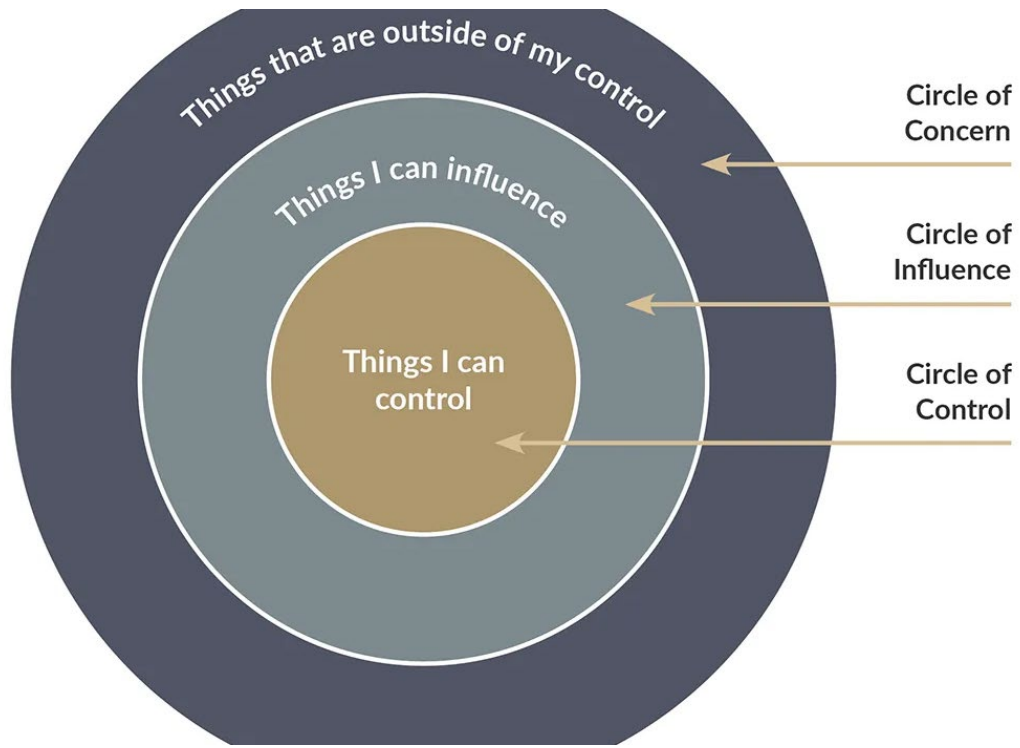 Things that are outside of my control
Things I can influence
Things I can
control
Circle of
Concern
Circle of
Influence
Circle of
Control